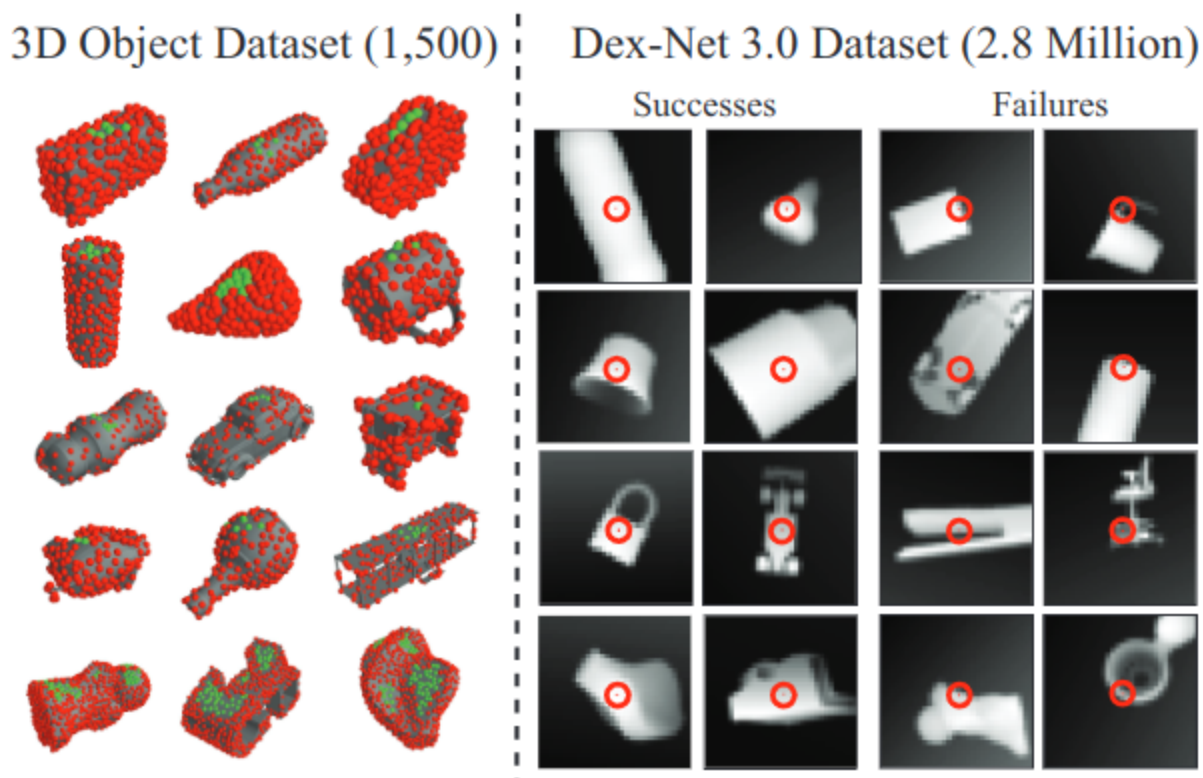 3D Object Dataset (1,500)
Dex-Net 3.0 Dataset (2.8 Million)
Successes
Failures